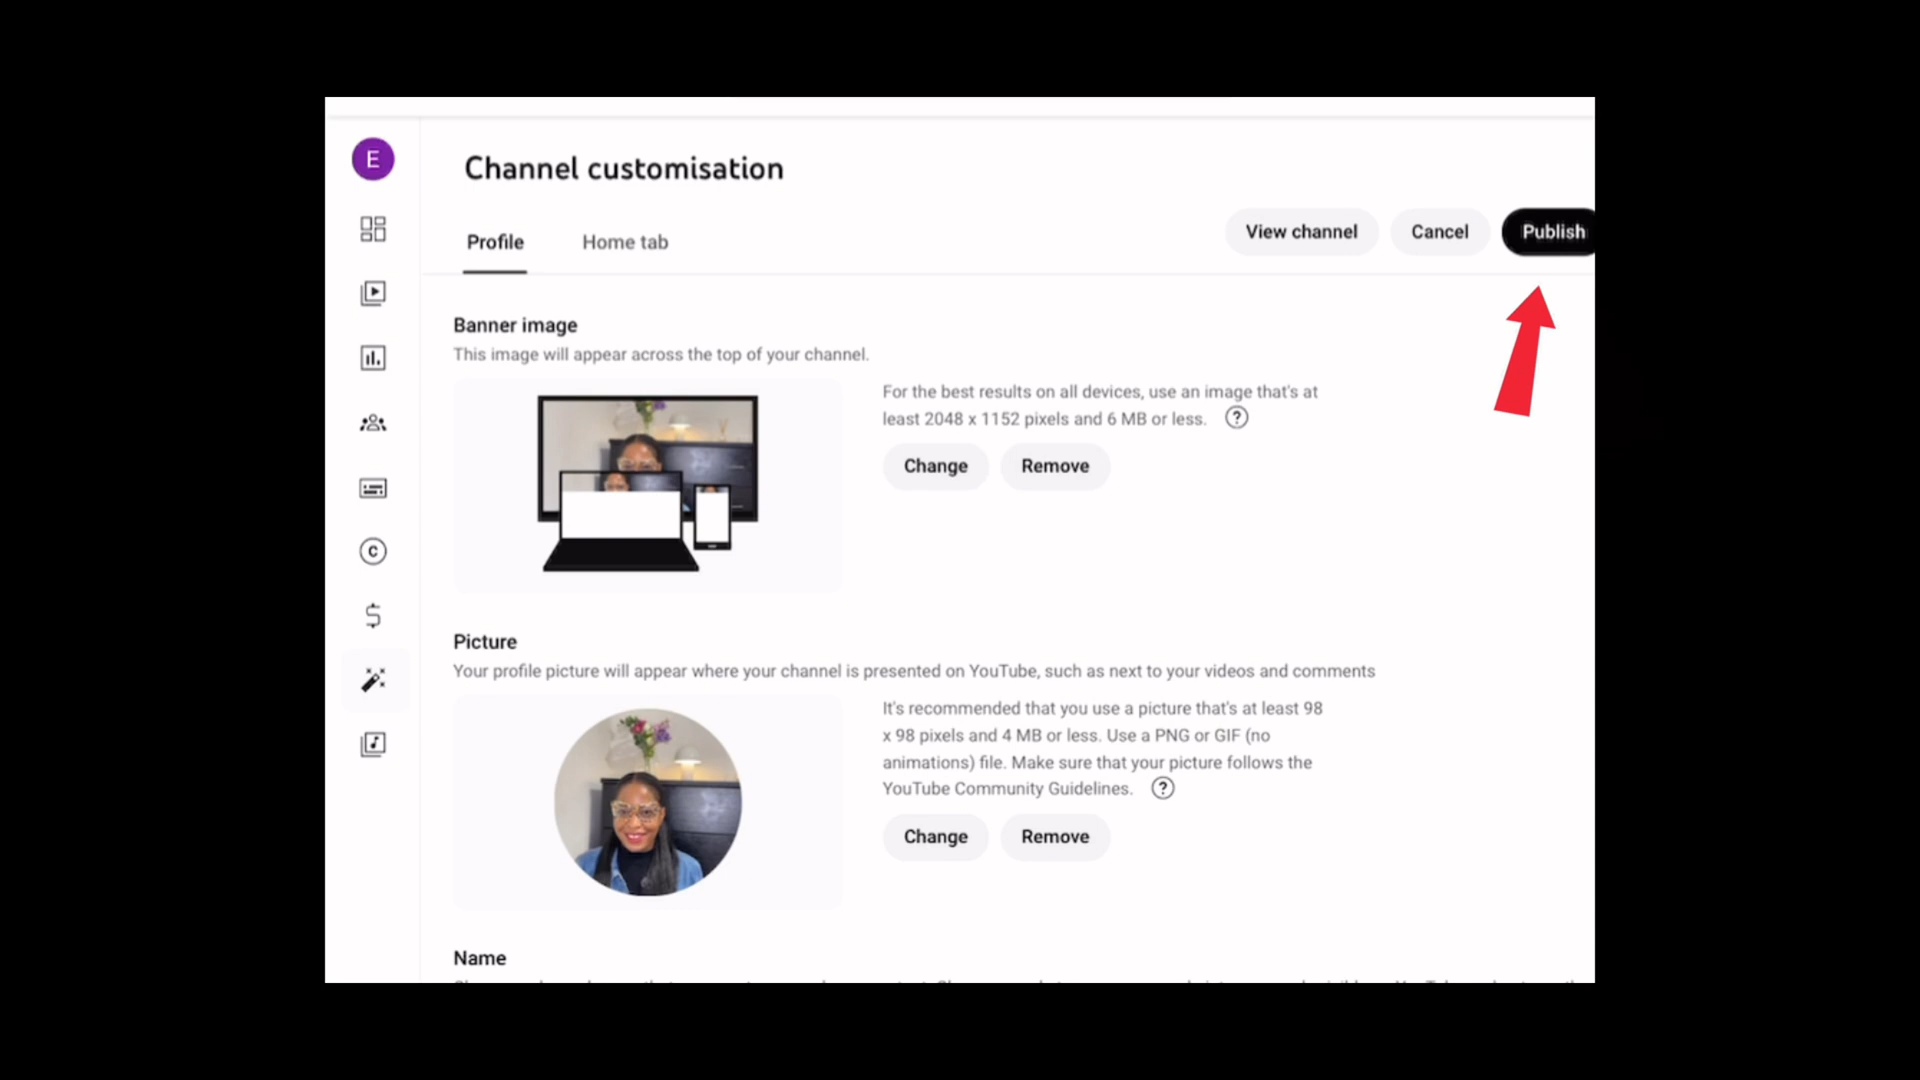 E
Channel customisation
Profile
Home tab
View channel
Cancel
Publish
Banner image
This image will appear across the top of your channel.
For the best results on all devices, use an image that's at
least 2048 x 1152 pixels and 6 MB or less. ?
Change
Remove
C
$
Picture
Your profile picture will appear where your channel is presented on YouTube, such as next to your videos and comments
It's recommended that you use a picture that's at least 98
x 98 pixels and 4 MB or less. Use a PNG or GIF (no
animations) file. Make sure that your picture follows the
YouTube Community Guidelines. ?
Change
Remove
Name